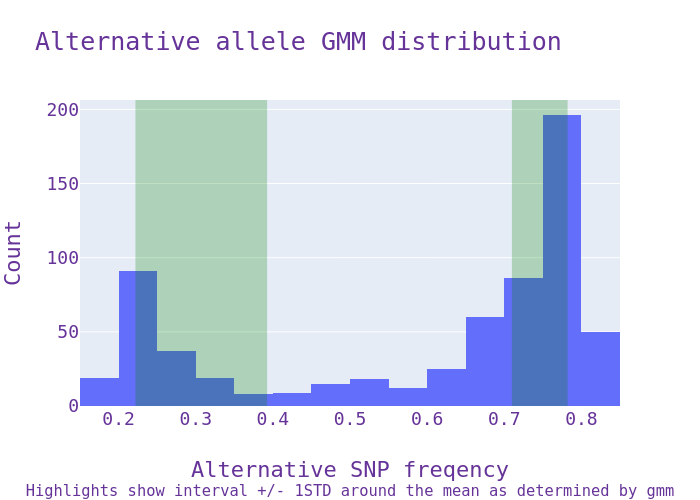 Alternative allele GMM distribution
200
150
100
50
0
Count
0.2 0.3 0.4 0.5 0.6 0.7 0.8
Alternative SNP freqency
Highlights show interval +/- 1STD around the mean as determined by gmm